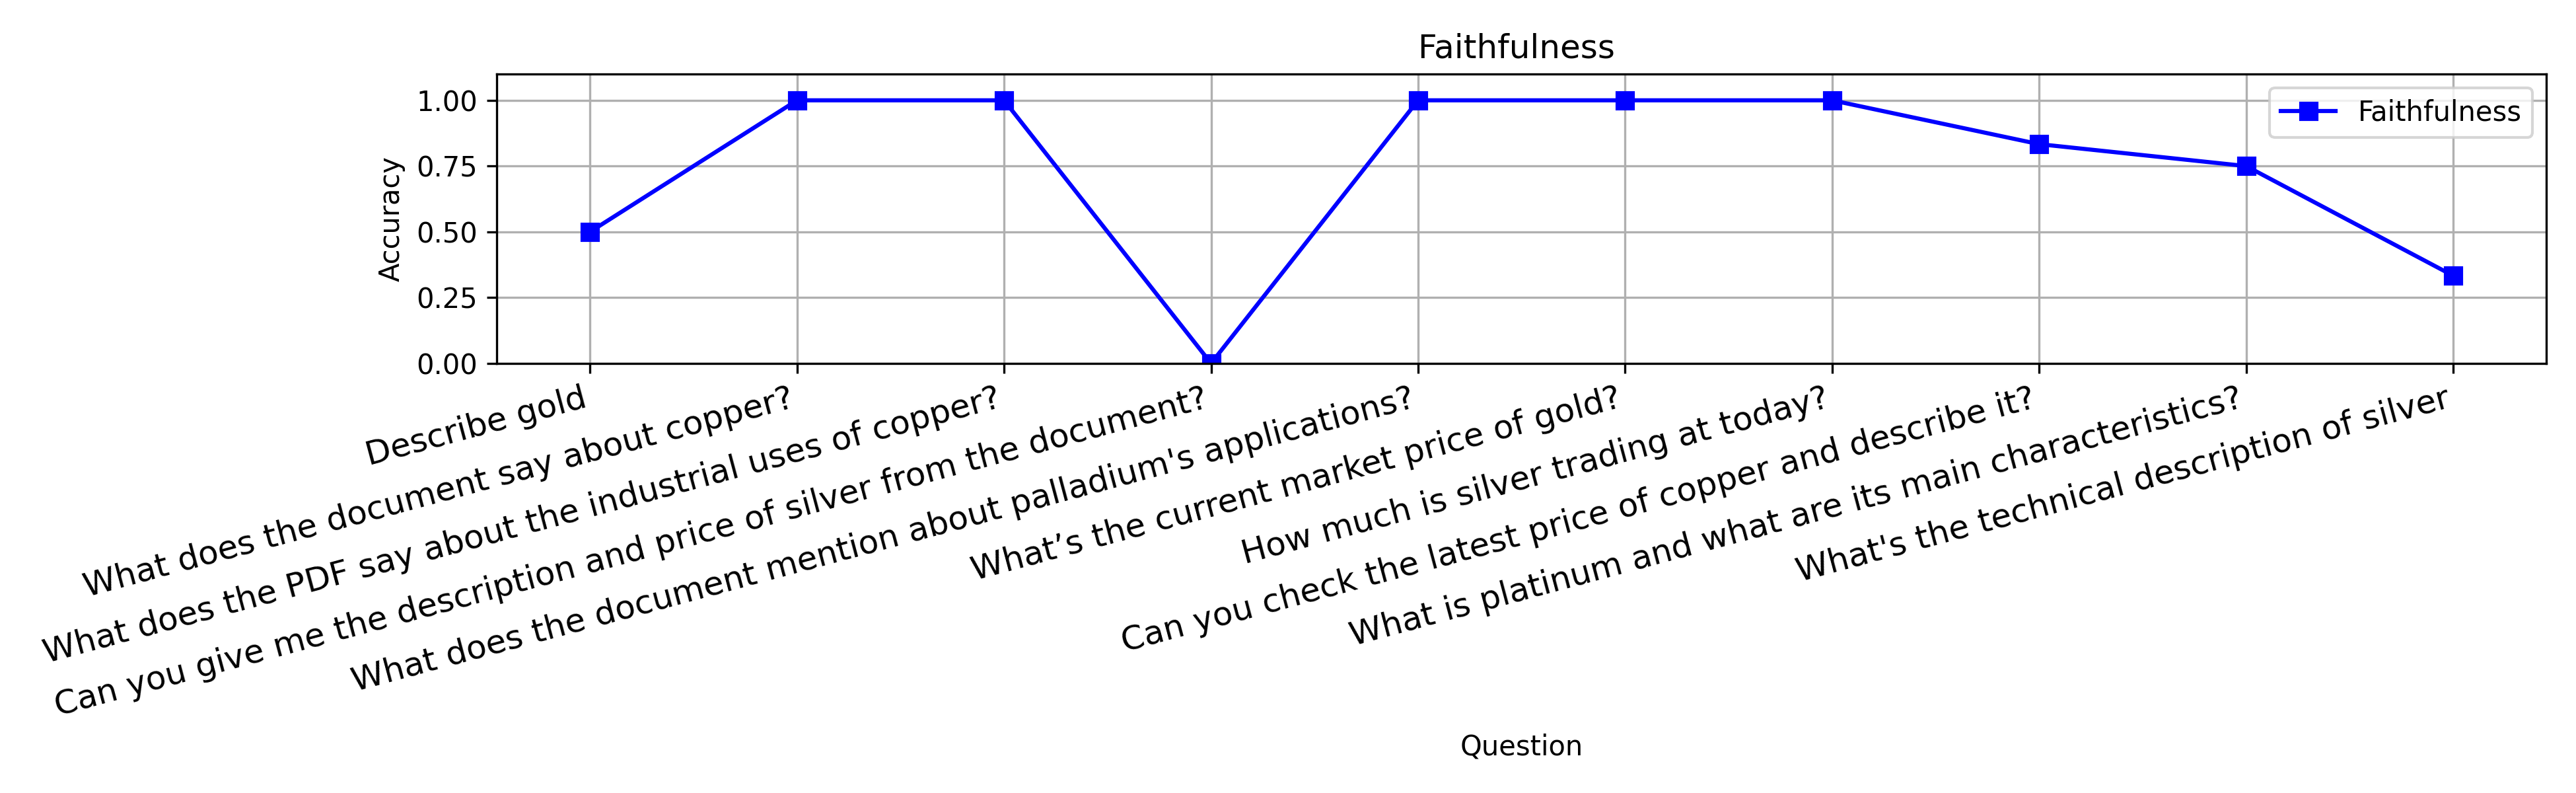 Faithfulness
Accuracy
1.00
0.75
0.50
0.25
0.00
Faithfulness
Describe gold
What does the document say about copper?
What does the PDF say about the industrial uses of copper?
Can you give me the description and price of silver from the document?
What does the document mention about palladium's applications?
What’s the current market price of gold?
How much is silver trading at today?
Can you check the latest price of copper and describe it?
What is platinum and what are its main characteristics?
What's the technical description of silver
Question